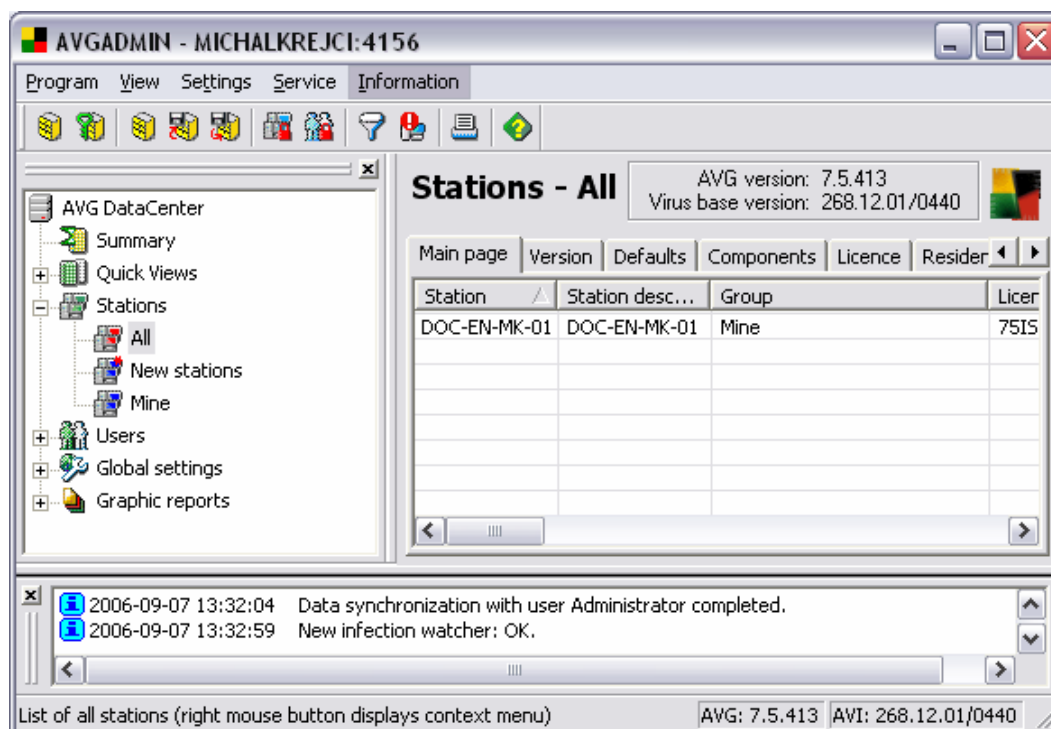 AVGADMIN - MICHALKREJCI:4156
Program View Settings Service Information
AVG DataCenter
Summary
Quick Views
Stations
All
New stations
Mine
Users
Global settings
Graphic reports
Stations - All
AVG version: 7.5.413
Virus base version: 268.12.01/0440
Main page Version Defaults Components Licence Resider
Station Station desc... Group Licer
DOC-EN-MK-01 DOC-EN-MK-01 Mine 75IS
2006-09-07 13:32:04 Data synchronization with user Administrator completed.
2006-09-07 13:32:59 New infection watcher: OK.
List of all stations (right mouse button displays context menu) AVG: 7.5.413 AVI: 268.12.01/0440